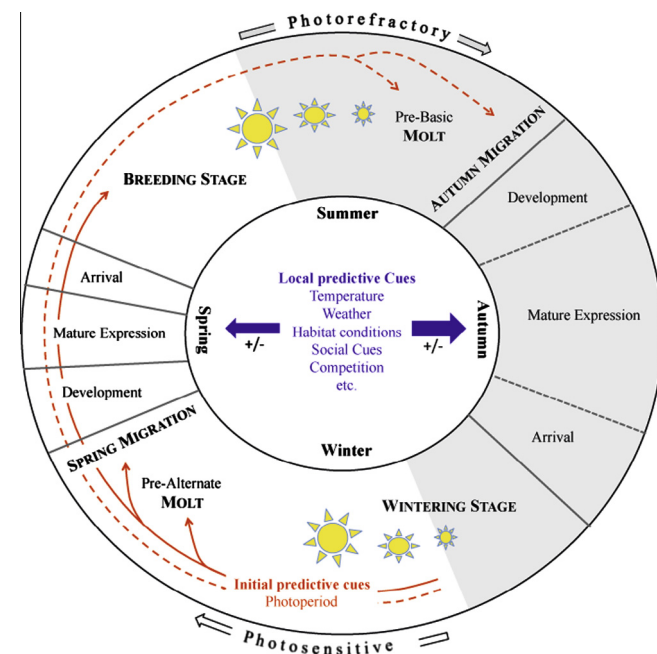 Photorefractory
Pre-Basic
MOLT
AUTUMN MIGRATION
BREEDING STAGE
Development
Summer
Arrival
Local predictive Cues
Temperature
Weather
Habitat conditions
Social Cues
Competition
etc.
Spring
+/-
+/-
Autumn
Mature Expression
Mature Expression
Development
Arrival
Winter
SPRING MIGRATION
Pre-Alternate
MOLT
WINTERING STAGE
Initial predictive cues
Photoperiod
Photosensitive